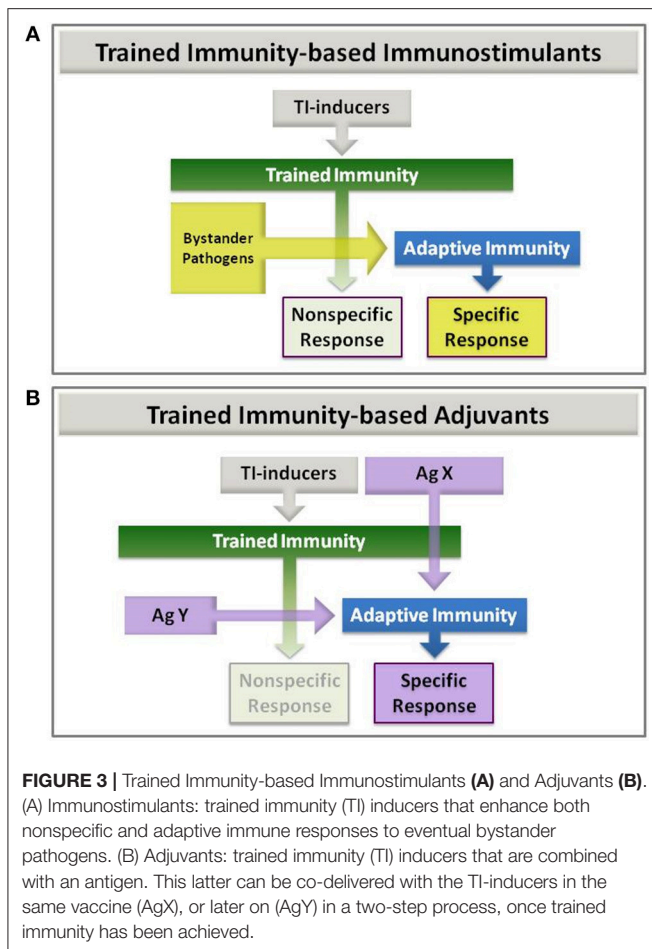 A
Trained Immunity-based Immunostimulants
TI-inducers
Trained Immunity
Bystander
Pathogens
Adaptive Immunity
Nonspecific
Response
Specific
Response
B
Trained Immunity-based Adjuvants
TI-inducers
Ag X
Trained Immunity
Ag Y
Adaptive Immunity
Nonspecific
Response
Specific
Response
FIGURE 3 | Trained Immunity-based Immunostimulants (A) and Adjuvants (B).
(A) Immunostimulants: trained immunity (TI) inducers that enhance both
nonspecific and adaptive immune responses to eventual bystander
pathogens. (B) Adjuvants: trained immunity (TI) inducers that are combined
with an antigen. This latter can be co-delivered with the TI-inducers in the
same vaccine (AgX), or later on (AgY) in a two-step process, once trained
immunity has been achieved.